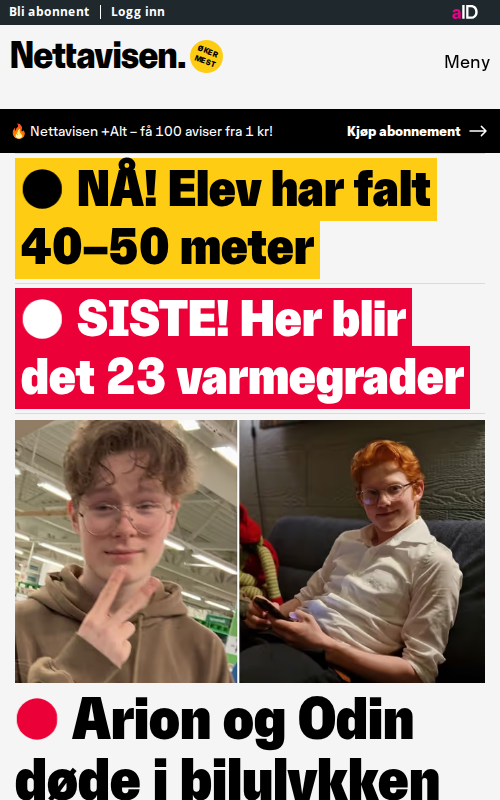 Bli abonnent | Logg inn
aID
Nettavisen.
ØKER
MEST
Meny
🔥 Nettavisen +Alt – få 100 aviser fra 1 kr!
Kjøp abonnement →
NÅ! Elev har falt
40–50 meter
SISTE! Her blir
det 23 varmegrader
Arion og Odin
døde i bilulykken